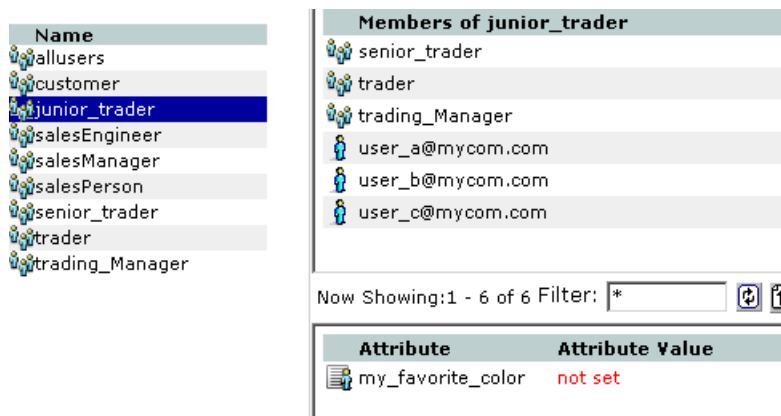 Name
allusers
customer
junior_trader
salesEngineer
salesManager
salesPerson
senior_trader
trader
trading_Manager
Members of junior_trader
senior_trader
trader
trading_Manager
user_a@mycom.com
user_b@mycom.com
user_c@mycom.com
Now Showing:1 - 6 of 6 Filter: *
Attribute Attribute Value
my_favorite_color not set